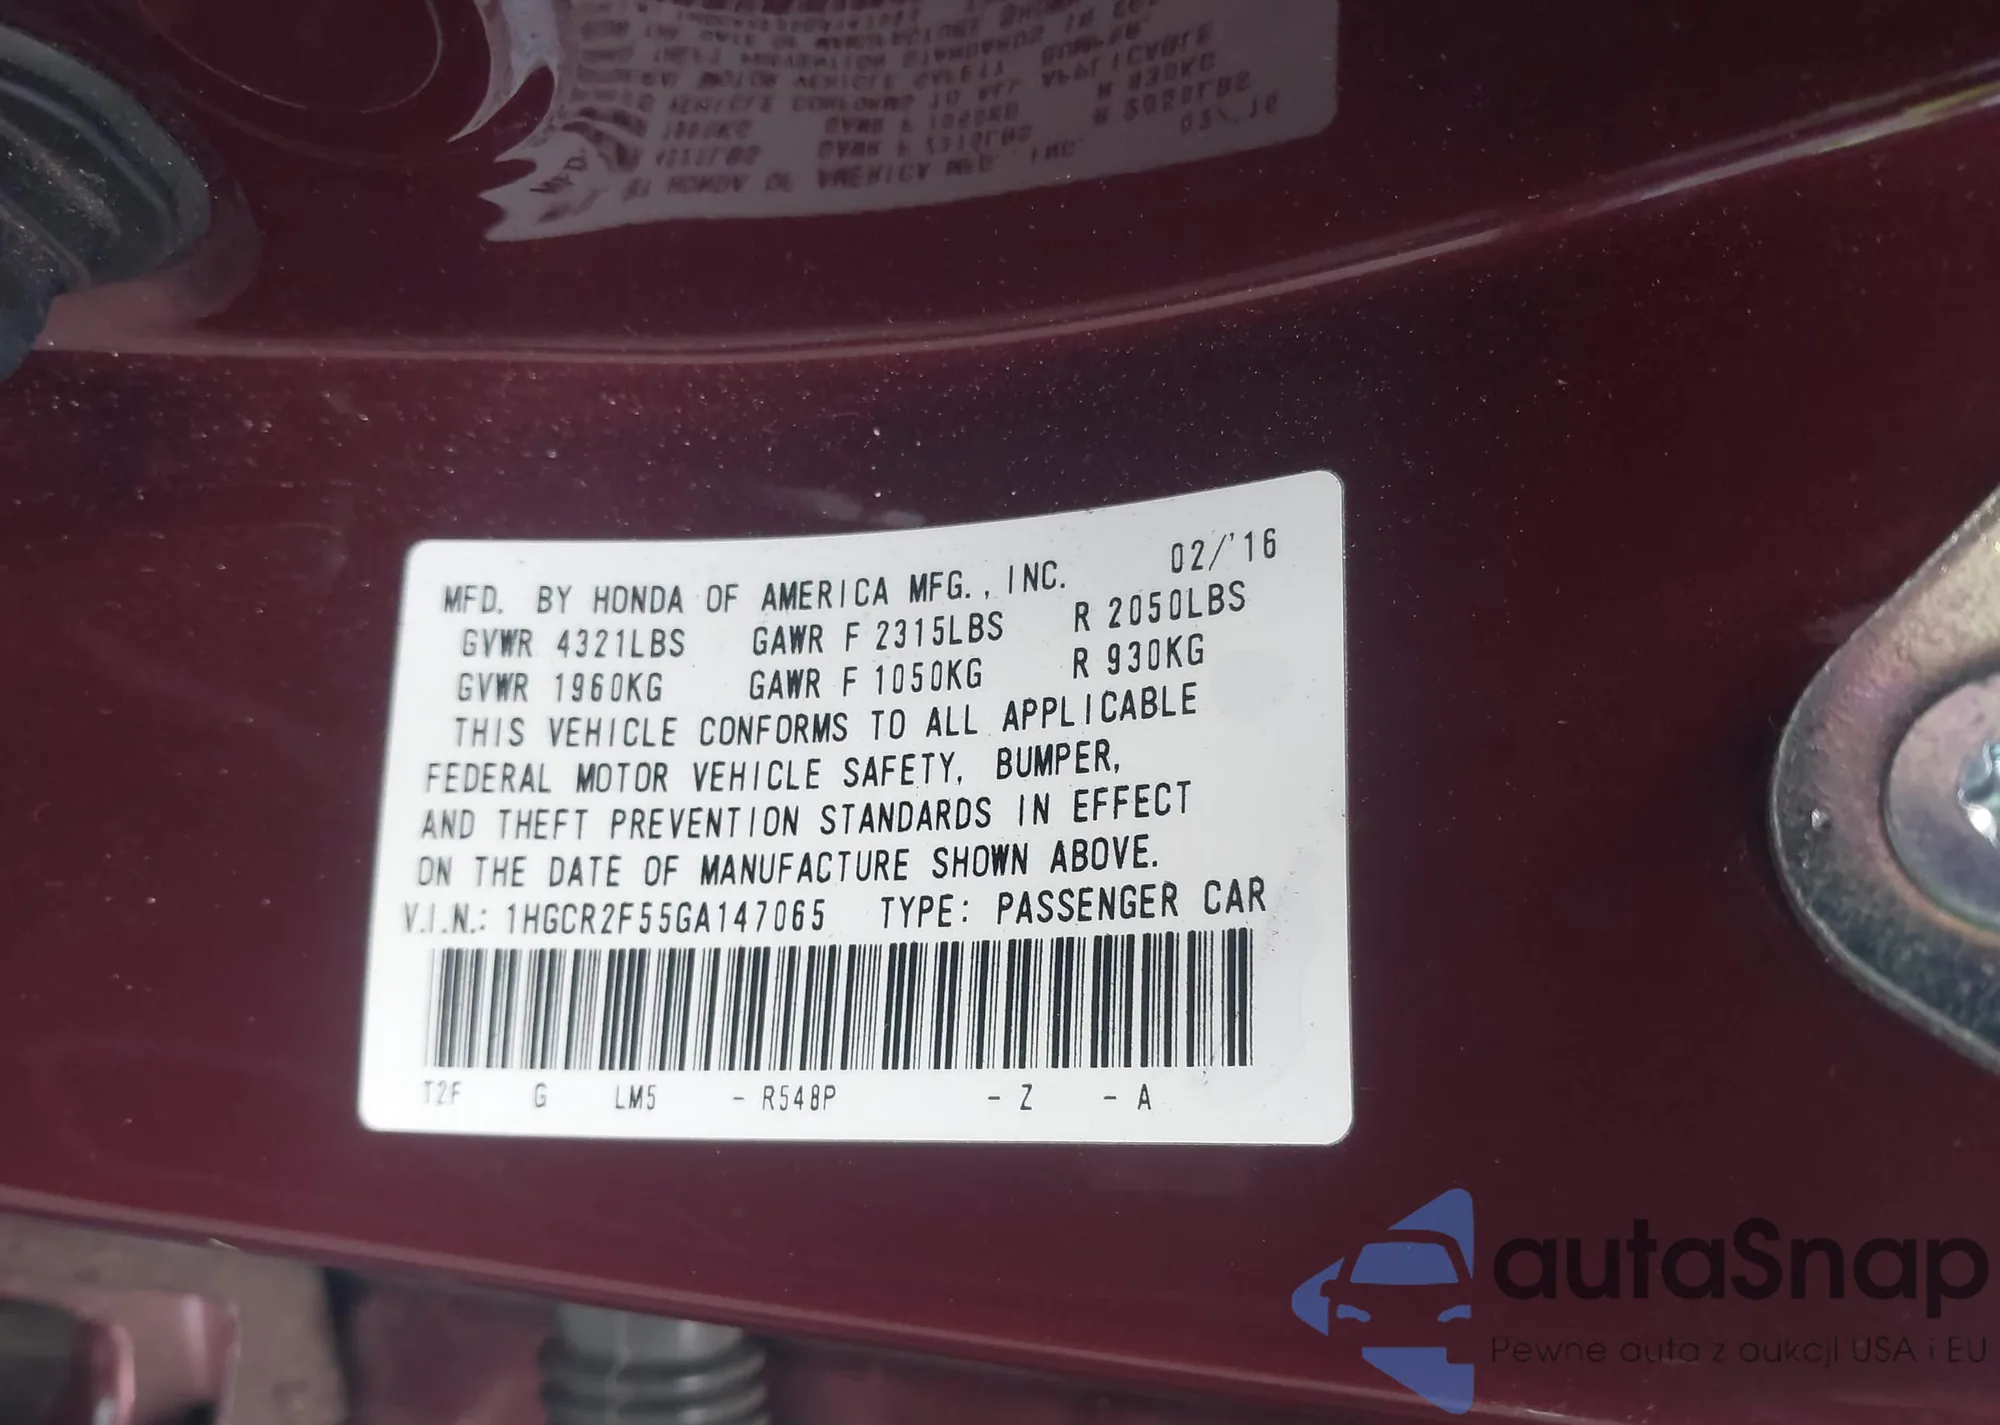 MFD. BY HONDA OF AMERICA MFG., INC. 02/'16
GVWR 4321LBS GAWR F 2315LBS R 2050LBS
GVWR 1960KG GAWR F 1050KG R 930KG
THIS VEHICLE CONFORMS TO ALL APPLICABLE
FEDERAL MOTOR VEHICLE SAFETY, BUMPER,
AND THEFT PREVENTION STANDARDS IN EFFECT
ON THE DATE OF MANUFACTURE SHOWN ABOVE.
V.I.N.: 1HGCR2F55GA147065 TYPE: PASSENGER CAR
T2F G LM5 - R548P - Z - A
autaSnap
Pewne auta z aukcji USA i EU